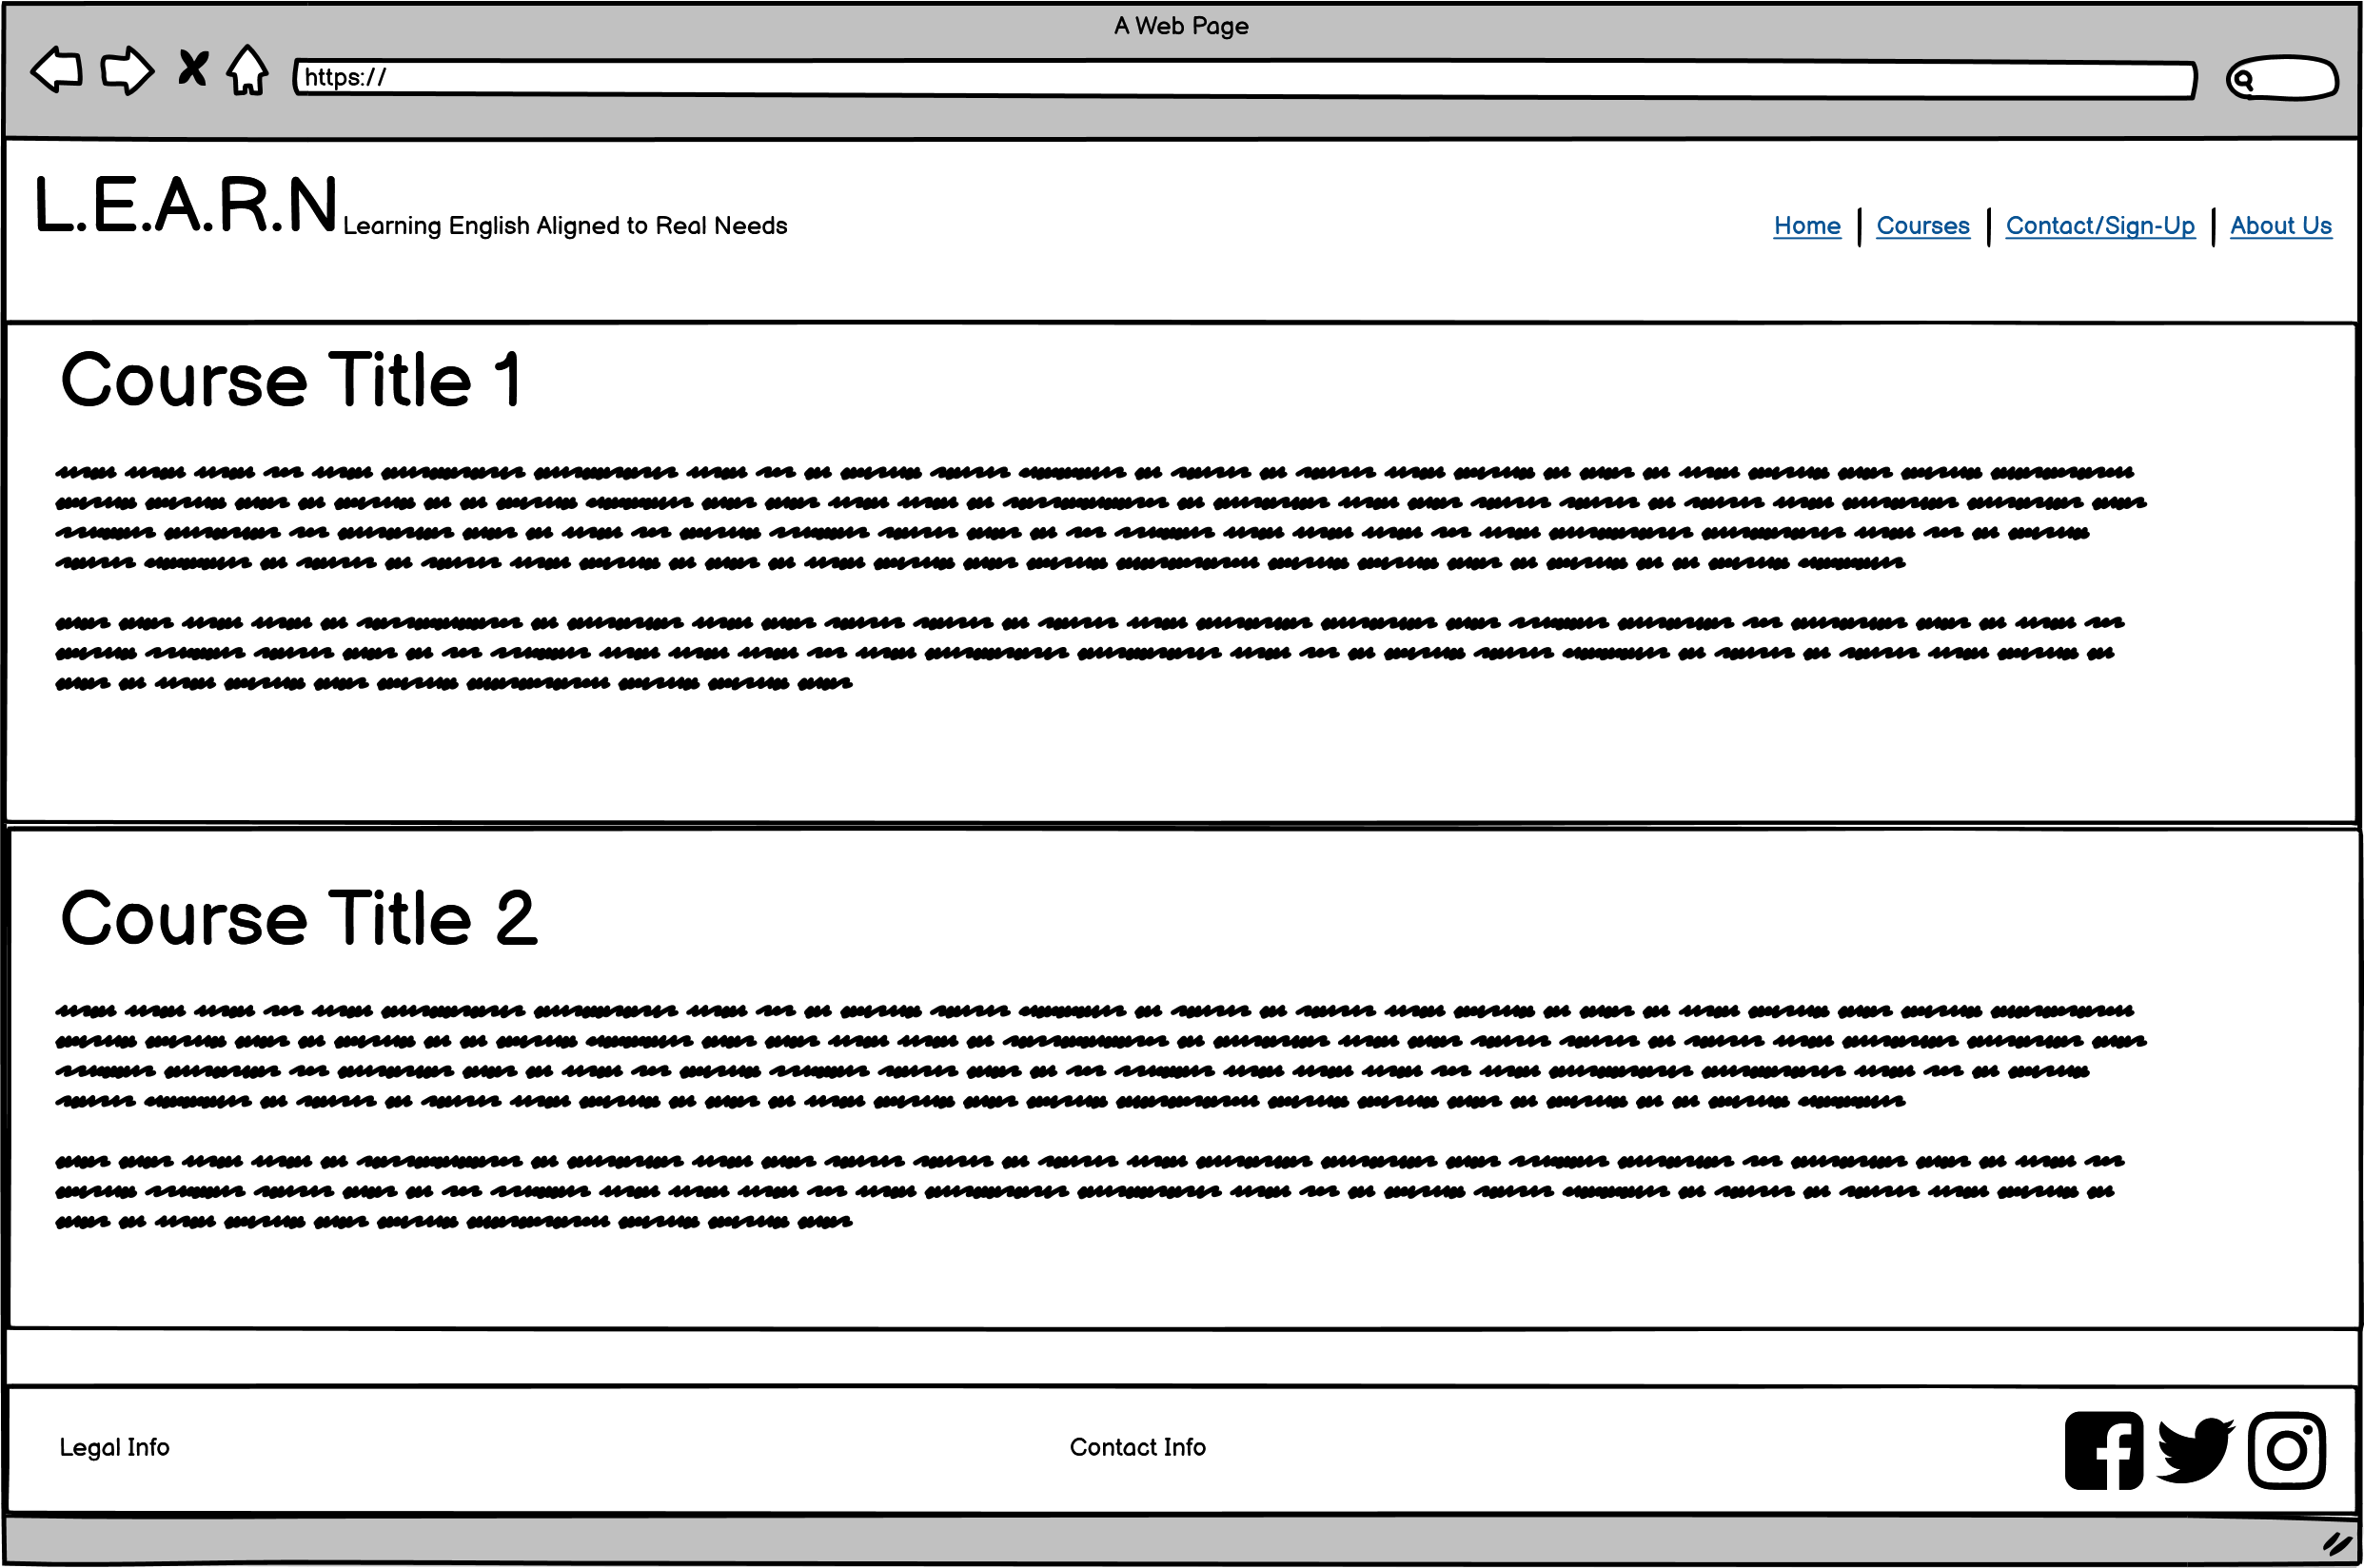 A Web Page
https://
L.E.A.R.N Learning English Aligned to Real Needs
Home | Courses | Contact/Sign-Up | About Us
Course Title 1
Course Title 2
Legal Info
Contact Info